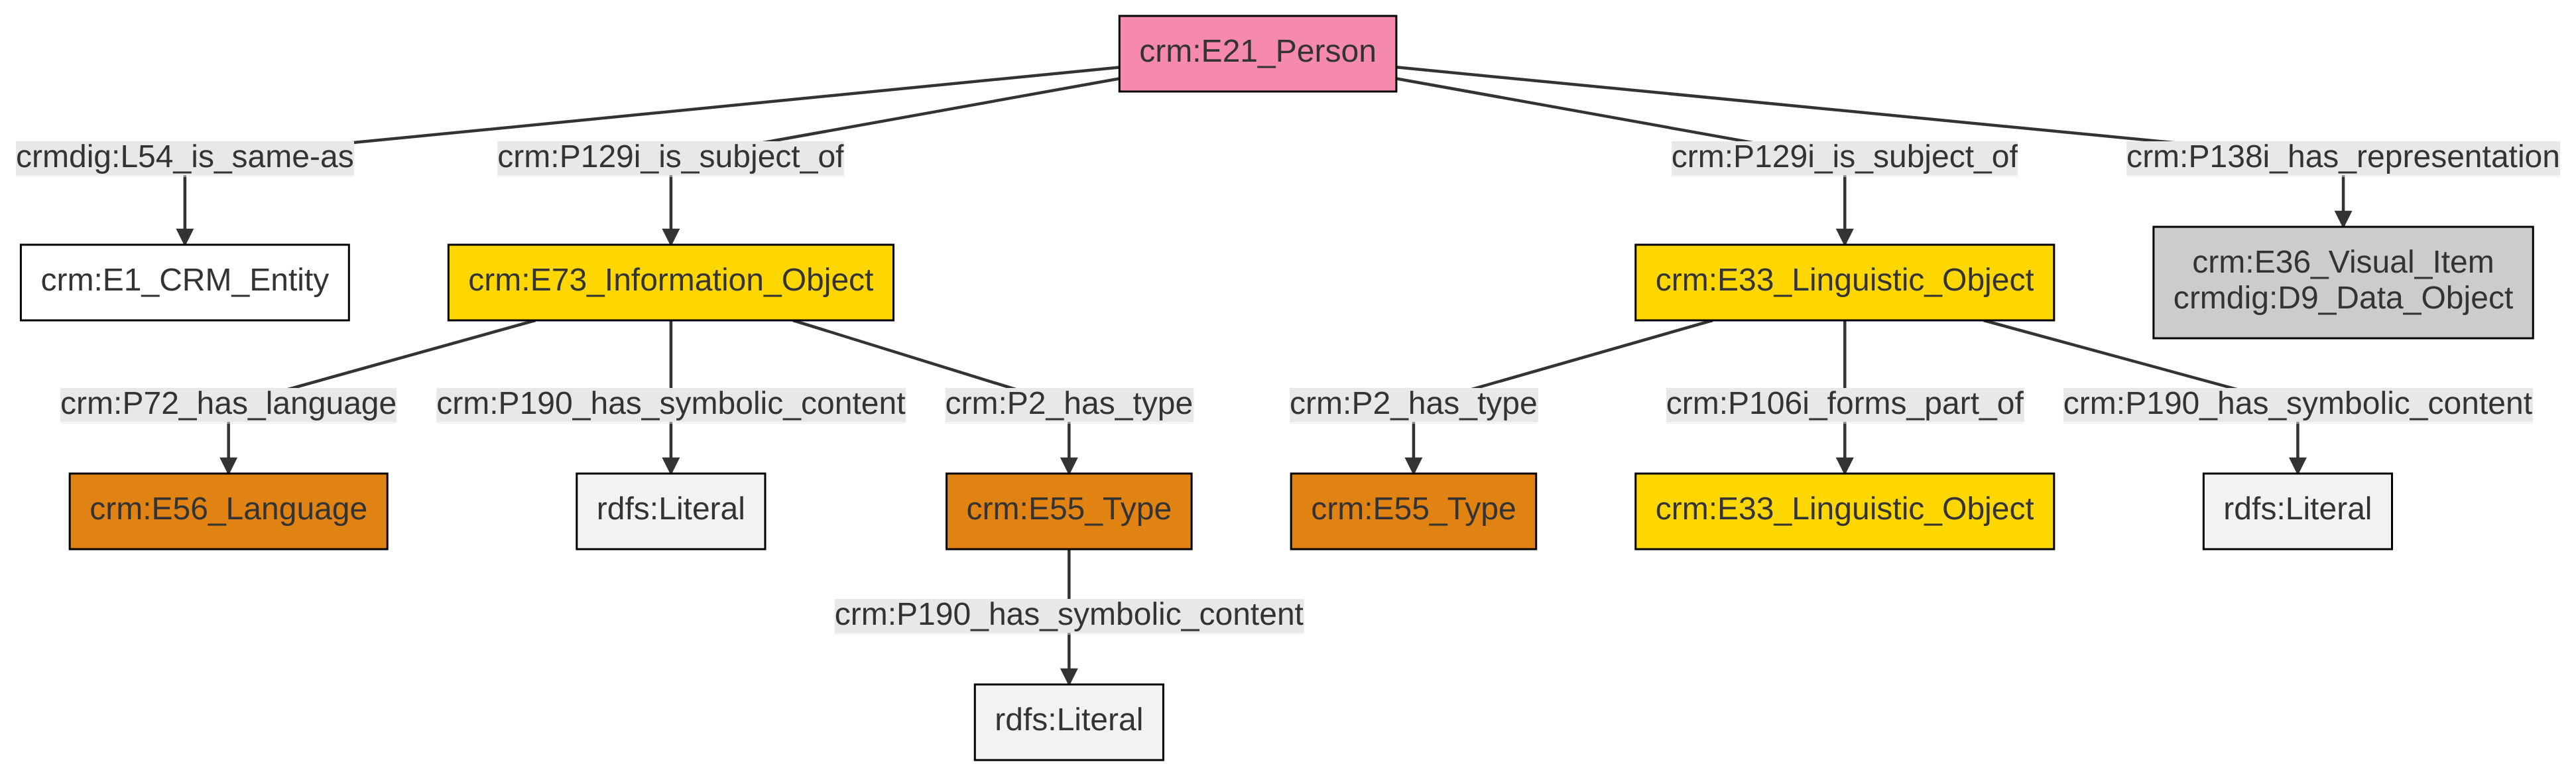 crm:E21_Person
crmdig:L54_is_same-as
crm:P129i_is_subject_of
crm:P129i_is_subject_of
crm:P138i_has_representation
crm:E1_CRM_Entity
crm:E73_Information_Object
crm:E33_Linguistic_Object
crm:E36_Visual_Item
crmdig:D9_Data_Object
crm:P72_has_language
crm:P190_has_symbolic_content
crm:P2_has_type
crm:P2_has_type
crm:P106i_forms_part_of
crm:P190_has_symbolic_content
crm:E56_Language
rdfs:Literal
crm:E55_Type
crm:E55_Type
crm:E33_Linguistic_Object
rdfs:Literal
crm:P190_has_symbolic_content
rdfs:Literal